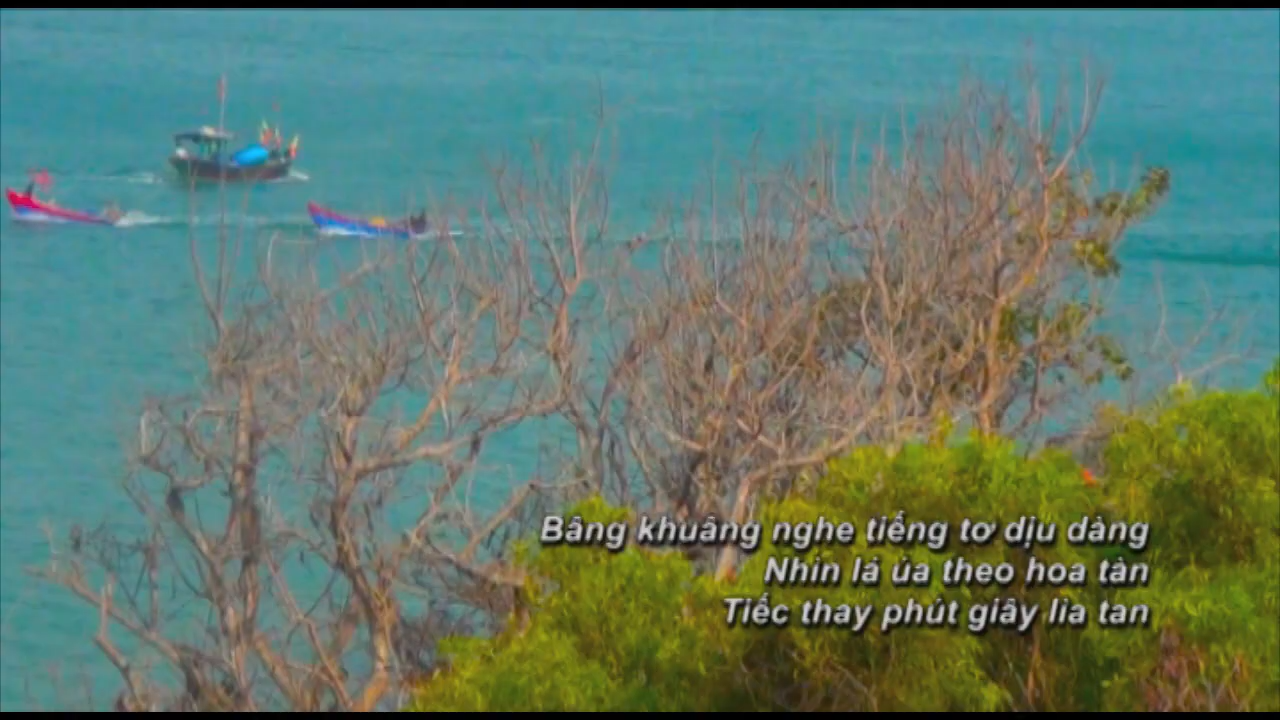 Bâng khuâng nghe tiếng tơ dịu dàng
Nhìn lá úa theo hoa tàn
Tiếc thay phút giây lìa tan